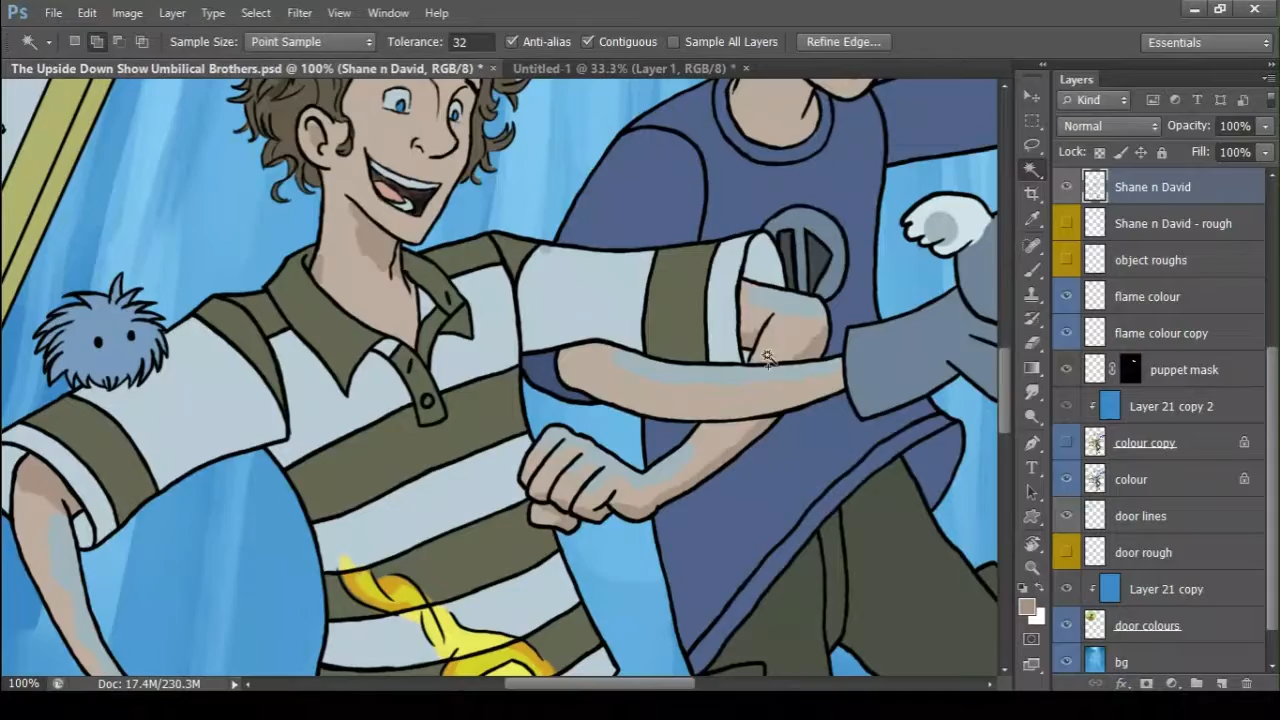 Ps File Edit Image Layer Type Select Filter View Window Help
Sample Size: Point Sample Tolerance: 32 Anti-alias Contiguous Sample All Layers Refine Edge... Essentials
The Upside Down Show Umbilical Brothers.psd @ 100% (Shane n David, RGB/8) * × Untitled-1 @ 33.3% (Layer 1, RGB/8) * ×
Layers
Kind
Normal Opacity: 100%
Lock: Fill: 100%
Shane n David
Shane n David - rough
object roughs
flame colour
flame colour copy
puppet mask
Layer 21 copy 2
colour copy
colour
door lines
door rough
Layer 21 copy
door colours
bg
100% Doc: 17.4M/230.3M